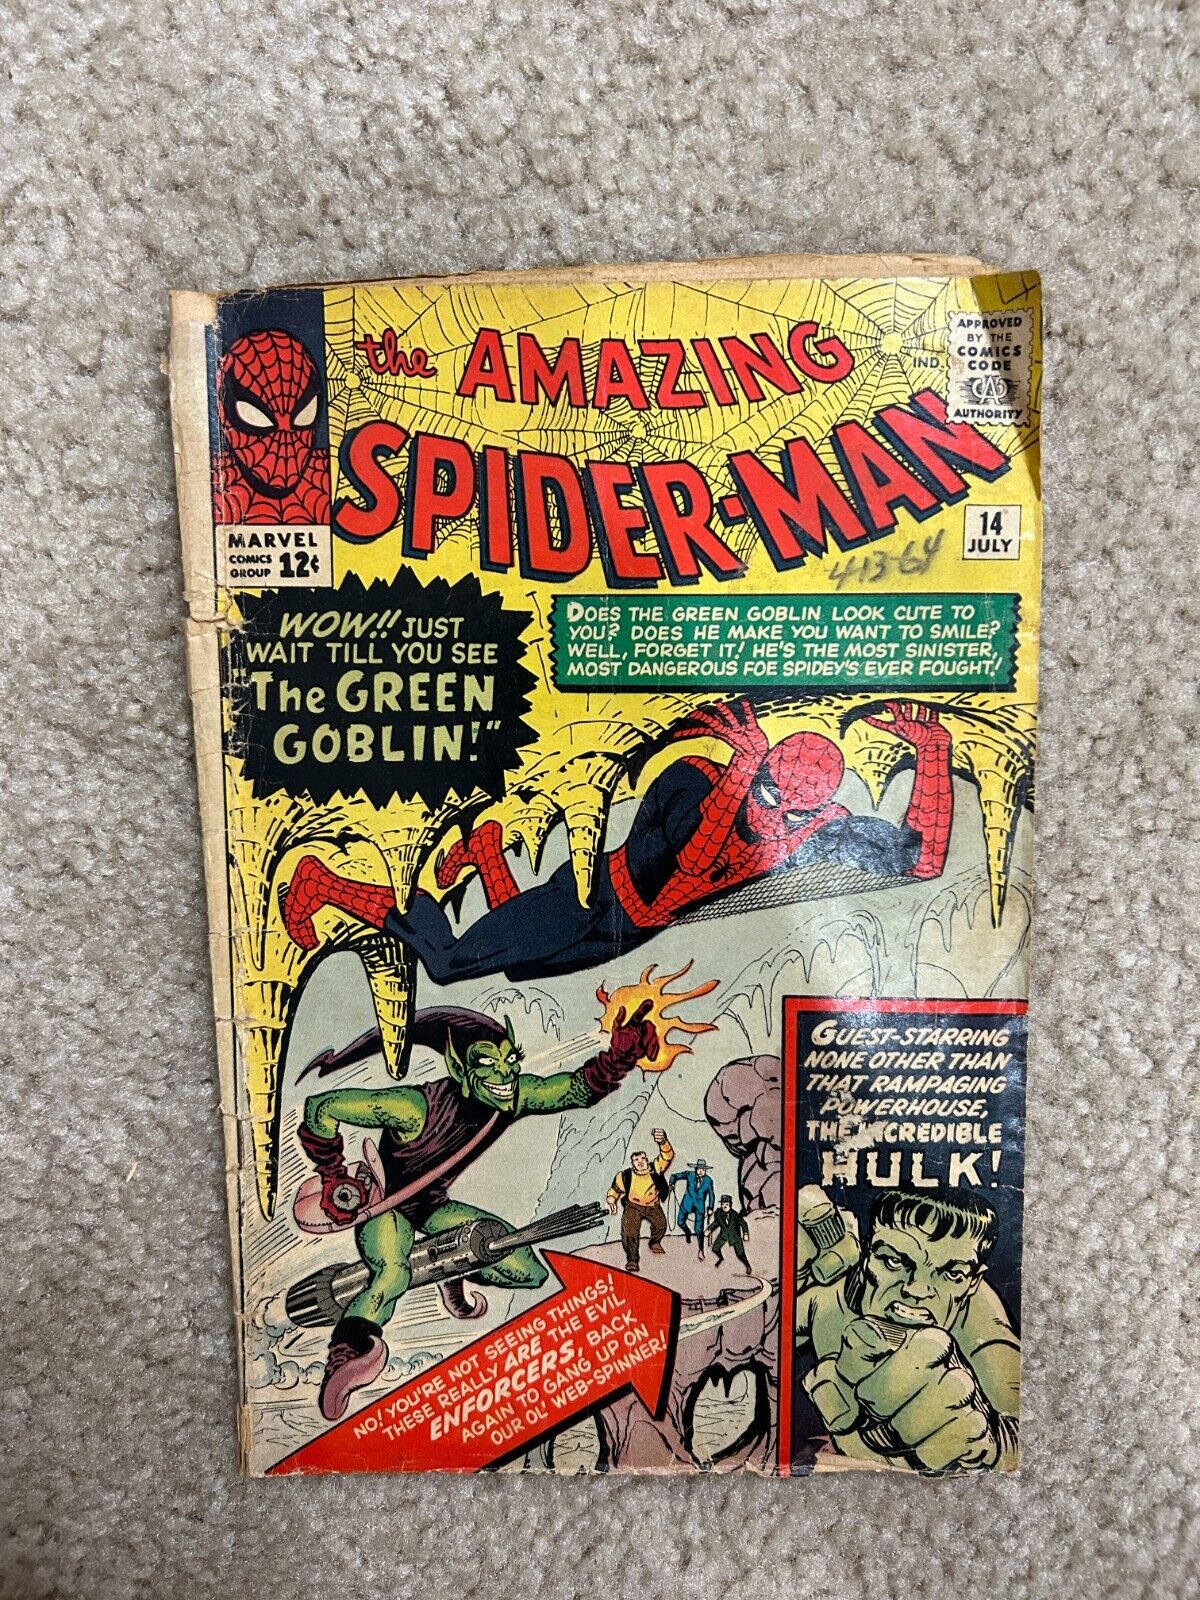 the AMAZING
SPIDER-MAN
IND.
APPROVED
BY THE
COMICS
CODE
CA
AUTHORITY
MARVEL
COMICS
GROUP 12¢
14
JULY
4-13-64
WOW!! JUST
WAIT TILL YOU SEE
"The GREEN
GOBLIN!"
DOES THE GREEN GOBLIN LOOK CUTE TO
YOU? DOES HE MAKE YOU WANT TO SMILE?
WELL, FORGET IT! HE'S THE MOST SINISTER,
MOST DANGEROUS FOE SPIDEY'S EVER FOUGHT!
GUEST-STARRING
NONE OTHER THAN
THAT RAMPAGING
POWERHOUSE,
THE INCREDIBLE
HULK!
NO! YOU'RE NOT SEEING THINGS!
THESE REALLY ARE THE EVIL
ENFORCERS, BACK
AGAIN TO GANG UP ON
OUR OL' WEB-SPINNER!